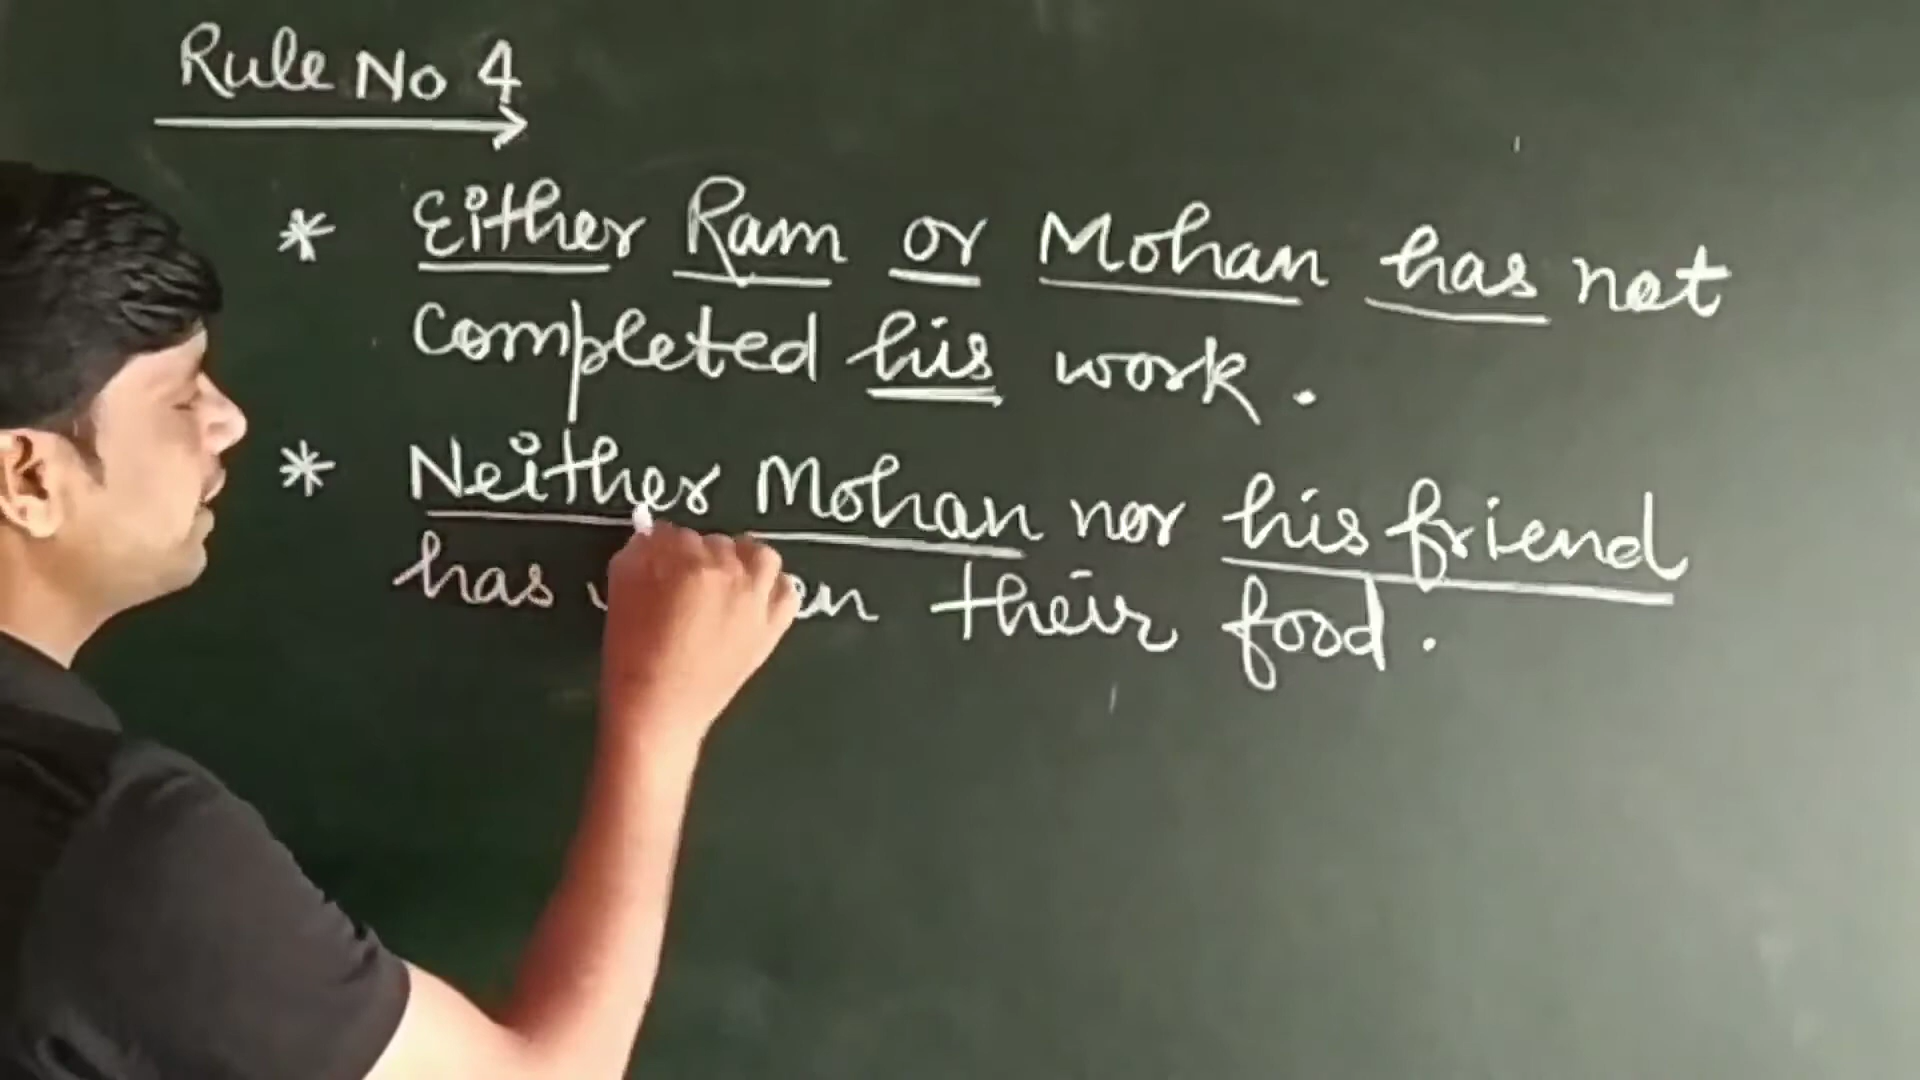 Rule No 4
* Either Ram or Mohan has not
completed his work.
* Neither Mohan nor his friend
has their food.